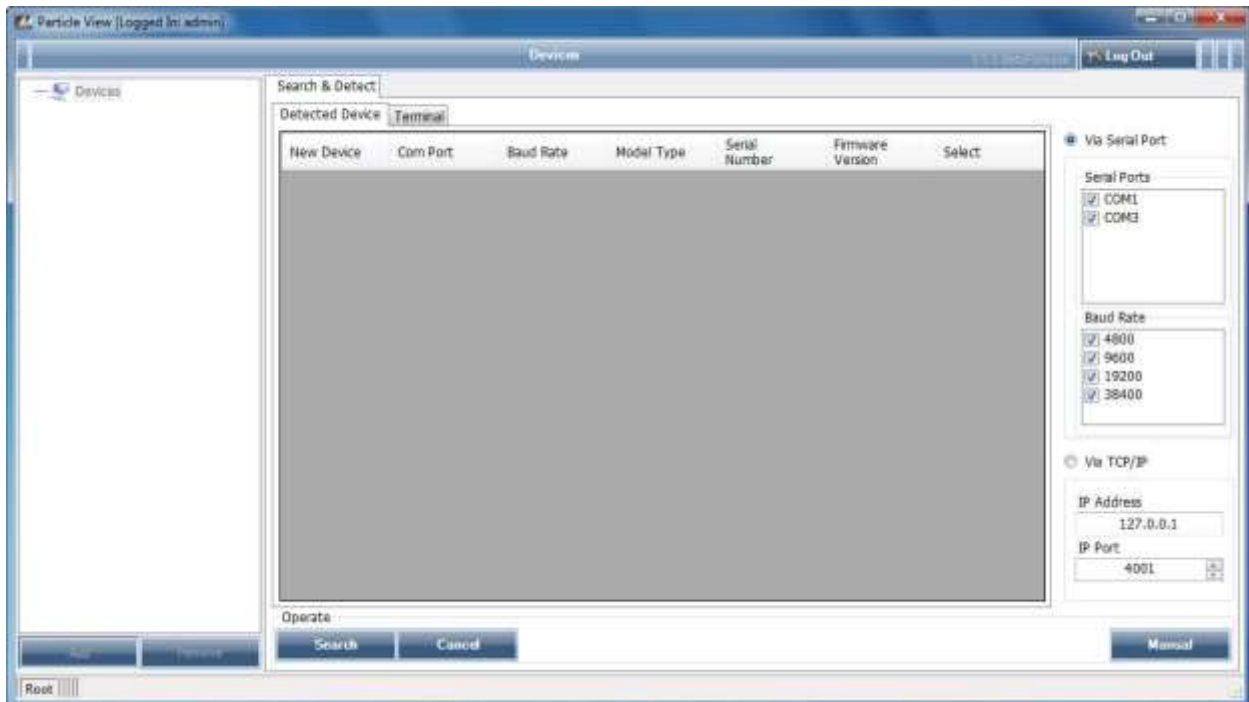 Particle View [Logged In: admin]
Devices
Log Out
Devices
Search & Detect
Detected Device Terminal
New Device Com Port Baud Rate Model Type Serial Number Firmware Version Select
Via Serial Port
Serial Ports
COM1
COM3
Baud Rate
4800
9600
19200
38400
Via TCP/IP
IP Address
127.0.0.1
IP Port
4001
Operate
Search Cancel Manual
Add Remove
Root